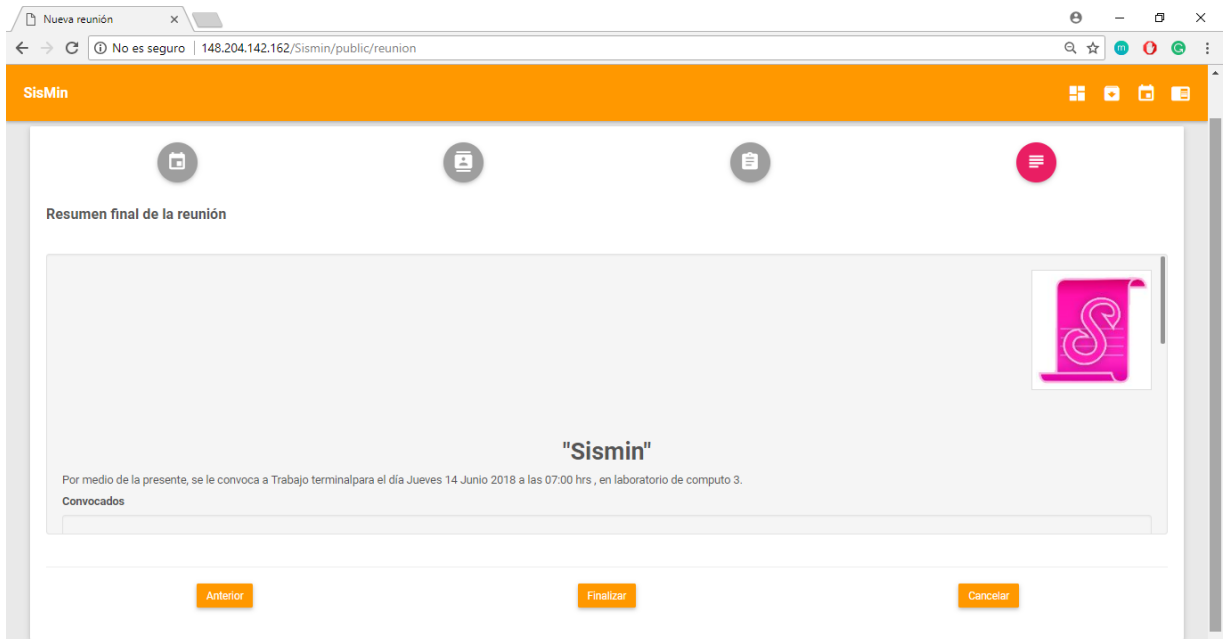 Nueva reunión
No es seguro | 148.204.142.162/Sismin/public/reunion
SisMin
Resumen final de la reunión
"Sismin"
Por medio de la presente, se le convoca a Trabajo terminalpara el día Jueves 14 Junio 2018 a las 07:00 hrs , en laboratorio de computo 3.
Convocados
Anterior Finalizar Cancelar